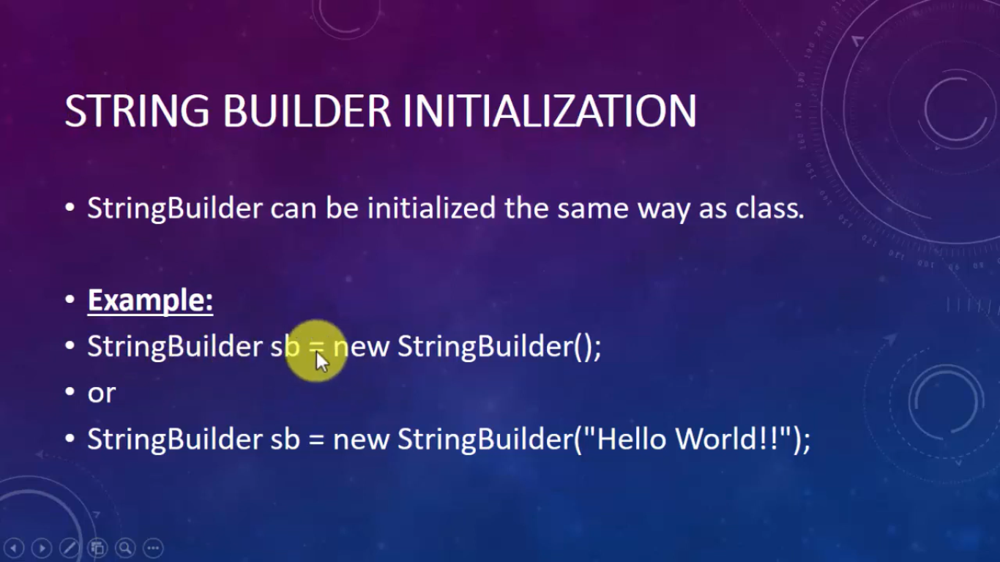 STRING BUILDER INITIALIZATION
• StringBuilder can be initialized the same way as class.
• Example:
• StringBuilder sb = new StringBuilder();
• or
• StringBuilder sb = new StringBuilder("Hello World!!");